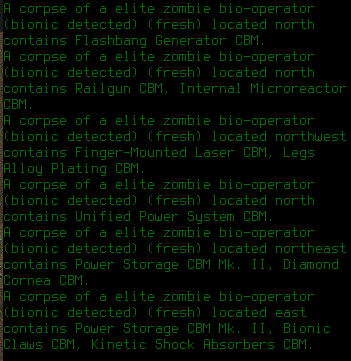 A corpse of a elite zombie bio-operator
(bionic detected) (fresh) located north
contains Flashbang Generator CBM.
A corpse of a elite zombie bio-operator
(bionic detected) (fresh) located north
contains Railgun CBM, Internal Microreactor
CBM.
A corpse of a elite zombie bio-operator
(bionic detected) (fresh) located northwest
contains Finger-Mounted Laser CBM, Legs
Alloy Plating CBM.
A corpse of a elite zombie bio-operator
(bionic detected) (fresh) located north
contains Unified Power System CBM.
A corpse of a elite zombie bio-operator
(bionic detected) (fresh) located northeast
contains Power Storage CBM Mk. II, Diamond
Cornea CBM.
A corpse of a elite zombie bio-operator
(bionic detected) (fresh) located east
contains Power Storage CBM Mk. II, Bionic
Claws CBM, Kinetic Shock Absorbers CBM.